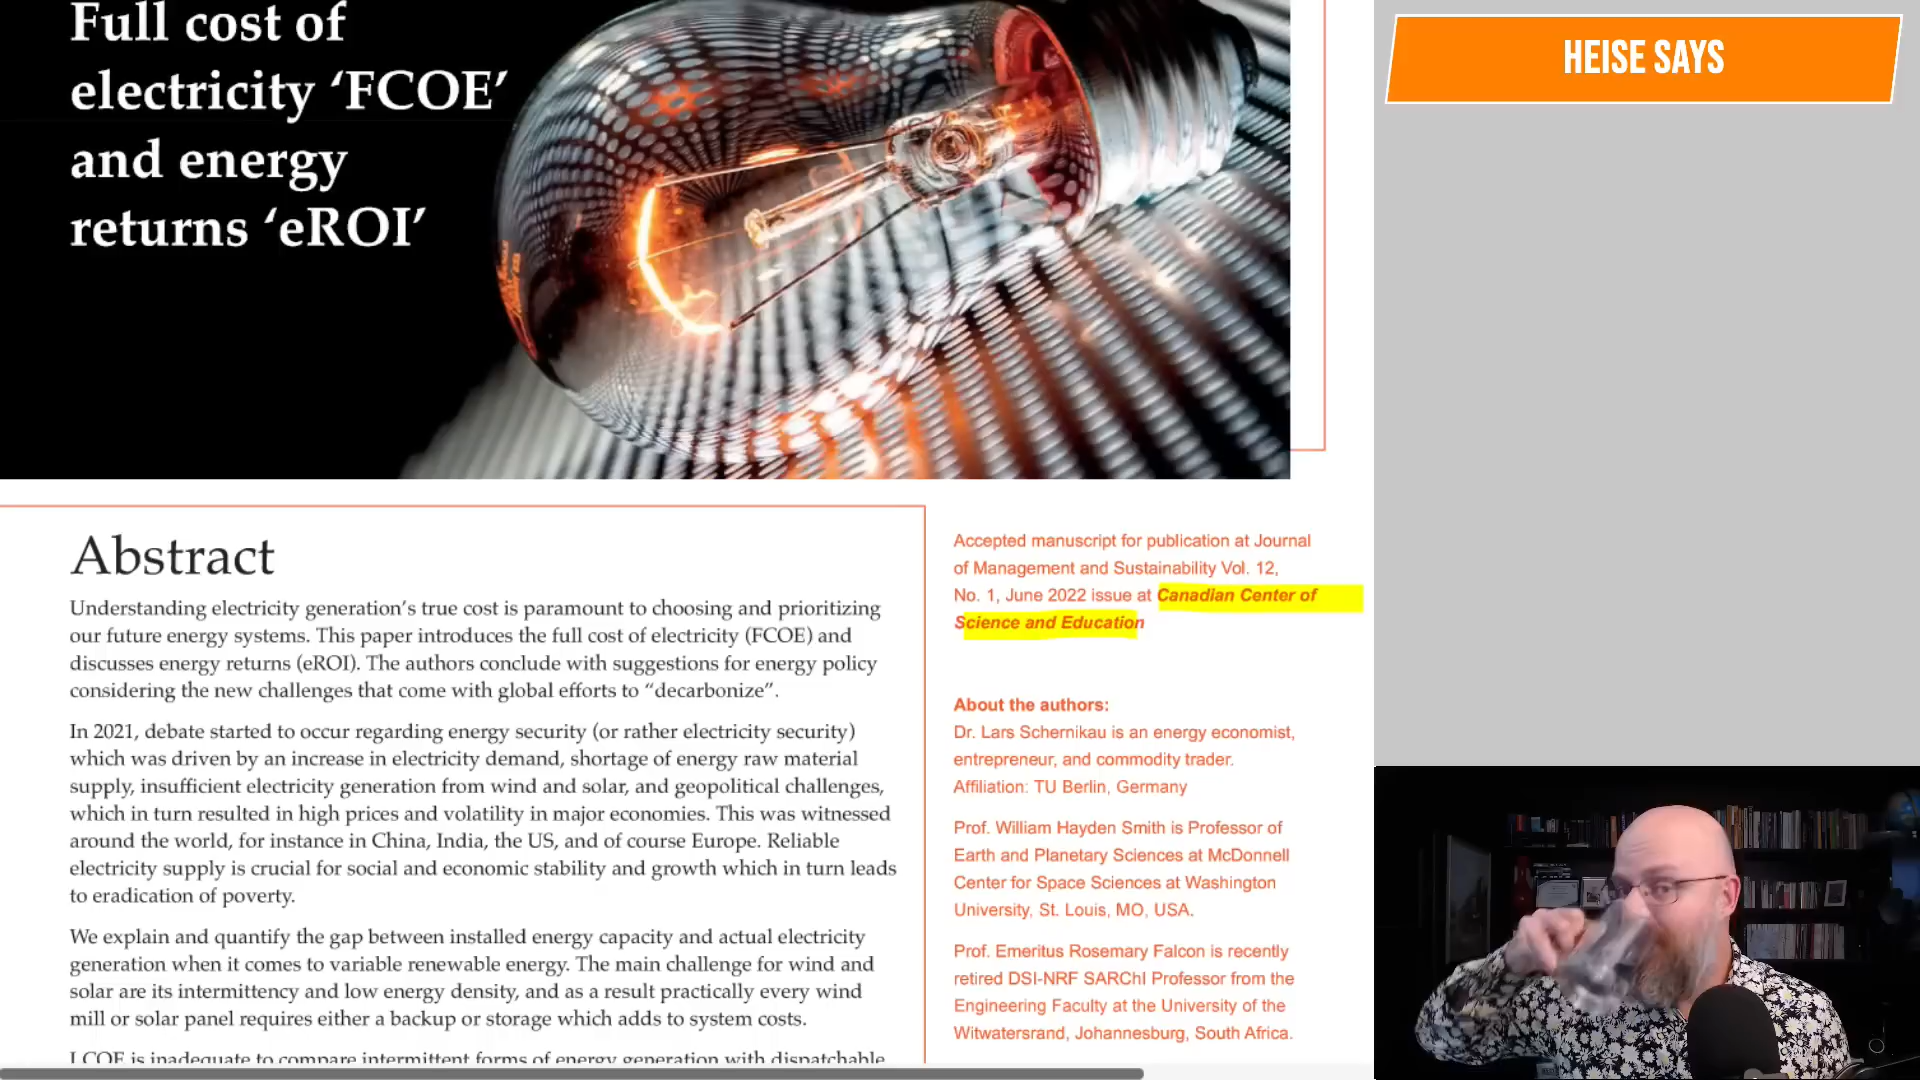 Full cost of
electricity ‘FCOE’
and energy
returns ‘eROI’
HEISE SAYS
Abstract
Understanding electricity generation’s true cost is paramount to choosing and prioritizing
our future energy systems. This paper introduces the full cost of electricity (FCOE) and
discusses energy returns (eROI). The authors conclude with suggestions for energy policy
considering the new challenges that come with global efforts to “decarbonize”.
In 2021, debate started to occur regarding energy security (or rather electricity security)
which was driven by an increase in electricity demand, shortage of energy raw material
supply, insufficient electricity generation from wind and solar, and geopolitical challenges,
which in turn resulted in high prices and volatility in major economies. This was witnessed
around the world, for instance in China, India, the US, and of course Europe. Reliable
electricity supply is crucial for social and economic stability and growth which in turn leads
to eradication of poverty.
We explain and quantify the gap between installed energy capacity and actual electricity
generation when it comes to variable renewable energy. The main challenge for wind and
solar are its intermittency and low energy density, and as a result practically every wind
mill or solar panel requires either a backup or storage which adds to system costs.
LCOE is inadequate to compare intermittent forms of energy generation with dispatchable
Accepted manuscript for publication at Journal
of Management and Sustainability Vol. 12,
No. 1, June 2022 issue at Canadian Center of
Science and Education
About the authors:
Dr. Lars Schernikau is an energy economist,
entrepreneur, and commodity trader.
Affiliation: TU Berlin, Germany
Prof. William Hayden Smith is Professor of
Earth and Planetary Sciences at McDonnell
Center for Space Sciences at Washington
University, St. Louis, MO, USA.
Prof. Emeritus Rosemary Falcon is recently
retired DSI-NRF SARChI Professor from the
Engineering Faculty at the University of the
Witwatersrand, Johannesburg, South Africa.